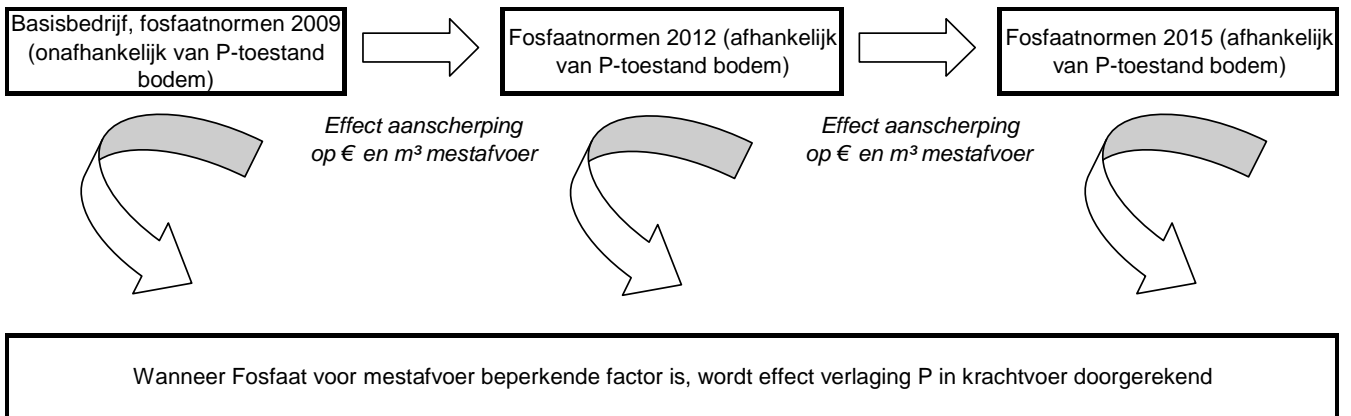 Basisbedrijf, fosfaatnormen 2009
(onafhankelijk van P-toestand
bodem)
Fosfaatnormen 2012 (afhankelijk
van P-toestand bodem)
Fosfaatnormen 2015 (afhankelijk
van P-toestand bodem)
Effect aanscherping
op € en m³ mestafvoer
Effect aanscherping
op € en m³ mestafvoer
Wanneer Fosfaat voor mestafvoer beperkende factor is, wordt effect verlaging P in krachtvoer doorgerekend